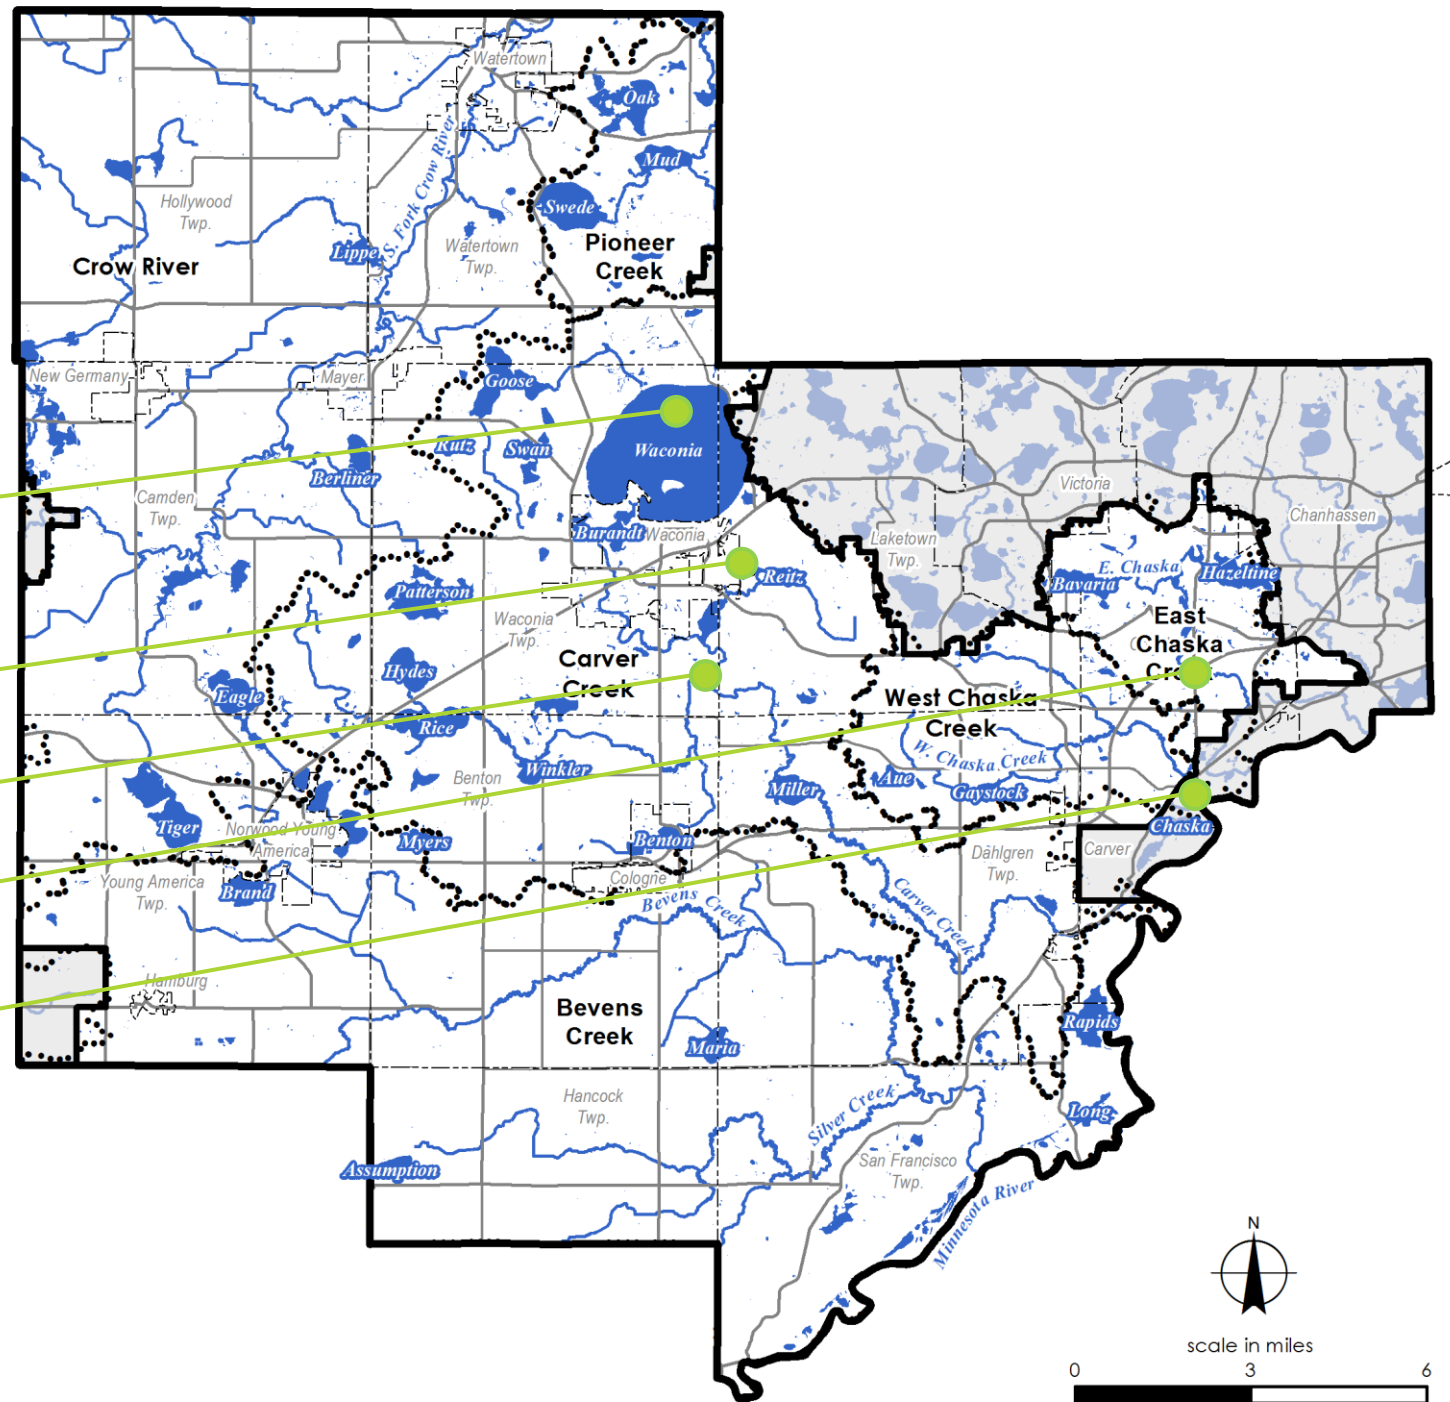 Watertown
Oak
Mud
Swede
Hollywood
Twp.
S. Fork Crow River
Lippe
Watertown
Twp.
Pioneer
Creek
Crow River
New Germany
Mayer
Goose
Rutz
Swan
Waconia
Berliner
Camden
Twp.
Burandt
Waconia
Victoria
Chanhassen
Laketown
Twp.
Reitz
E. Chaska
Bavaria
Hazeltine
Patterson
Waconia
Twp.
East
Chaska
Carver
Creek
Hydes
Eagle
West Chaska
Creek
Rice
W. Chaska Creek
Winkler
Benton
Twp.
Miller
Aue
Gaystock
Tiger
Norwood Young
America
Myers
Benton
Chaska
Carver
Dahlgren
Twp.
Cologne
Young America
Twp.
Brand
Bevens Creek
Carver Creek
Hamburg
Bevens
Creek
Rapids
Maria
Hancock
Twp.
Silver Creek
Long
San Francisco
Twp.
Assumption
Minnesota River
N
scale in miles
0 3 6